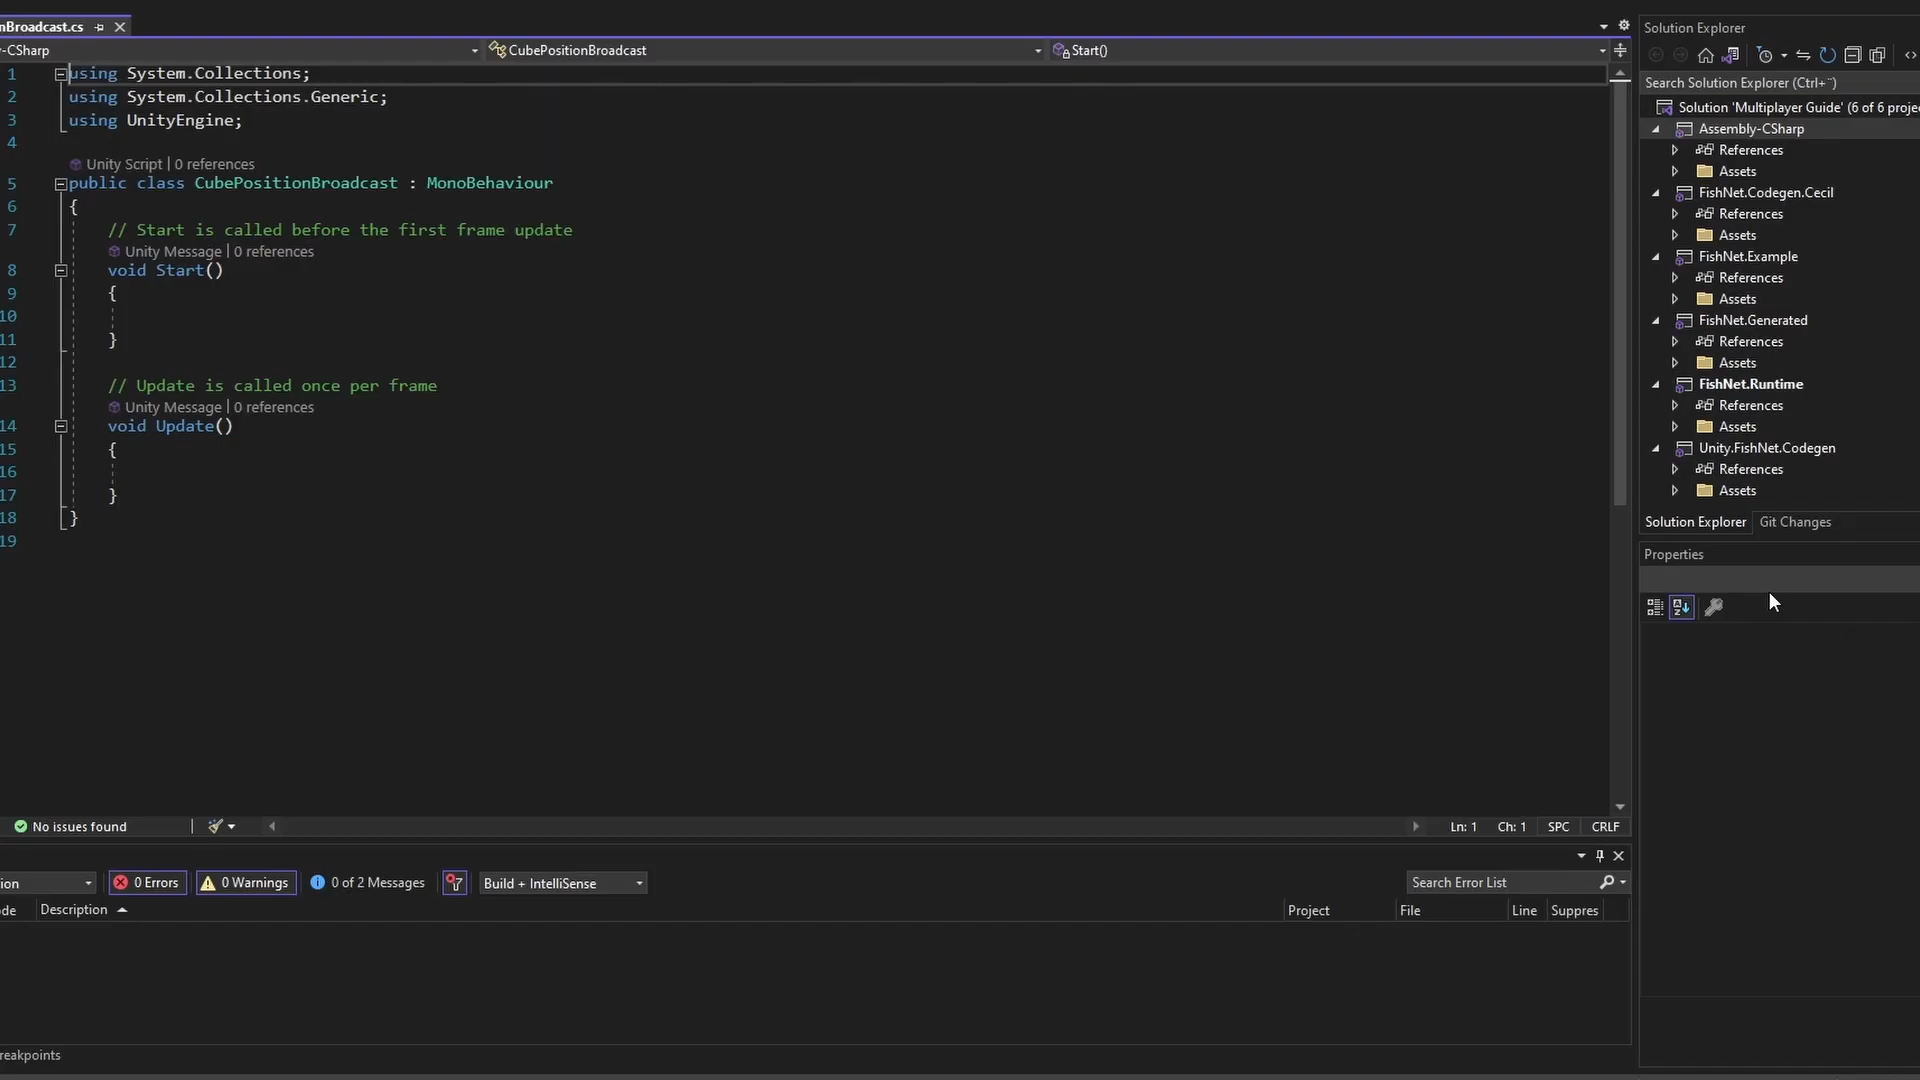 nBroadcast.cs
-CSharp
CubePositionBroadcast
Start()
1 using System.Collections;
2 using System.Collections.Generic;
3 using UnityEngine;
4
Unity Script | 0 references
5 public class CubePositionBroadcast : MonoBehaviour
6 {
7 // Start is called before the first frame update
Unity Message | 0 references
8 void Start()
9 {
10
11 }
12
13 // Update is called once per frame
Unity Message | 0 references
14 void Update()
15 {
16
17 }
18 }
19
No issues found
Ln: 1 Ch: 1 SPC CRLF
ion
0 Errors
0 Warnings
0 of 2 Messages
Build + IntelliSense
Search Error List
ode Description Project File Line Suppres
reakpoints
Solution Explorer
Search Solution Explorer (Ctrl+¨)
Solution 'Multiplayer Guide' (6 of 6 proje
Assembly-CSharp
References
Assets
FishNet.Codegen.Cecil
References
Assets
FishNet.Example
References
Assets
FishNet.Generated
References
Assets
FishNet.Runtime
References
Assets
Unity.FishNet.Codegen
References
Assets
Solution Explorer Git Changes
Properties